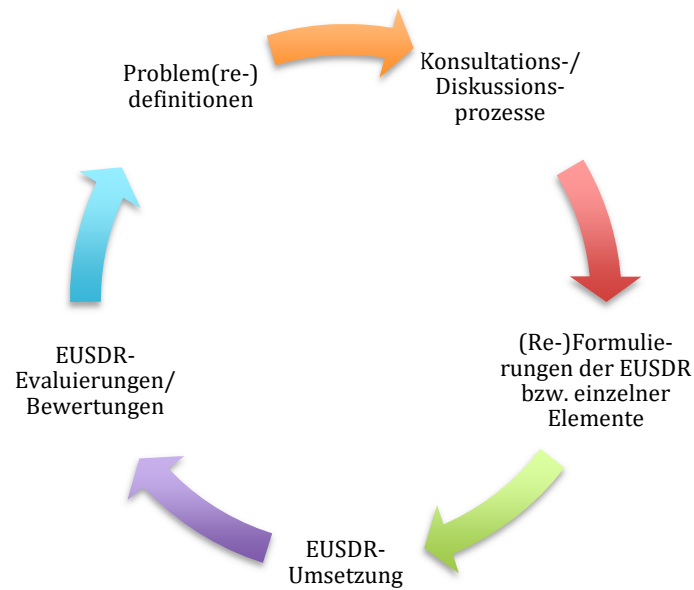 Problem(re-)
definitionen
Konsultations-/
Diskussions-
prozesse
(Re-)Formulie-
rungen der EUSDR
bzw. einzelner
Elemente
EUSDR-
Umsetzung
EUSDR-
Evaluierungen/
Bewertungen